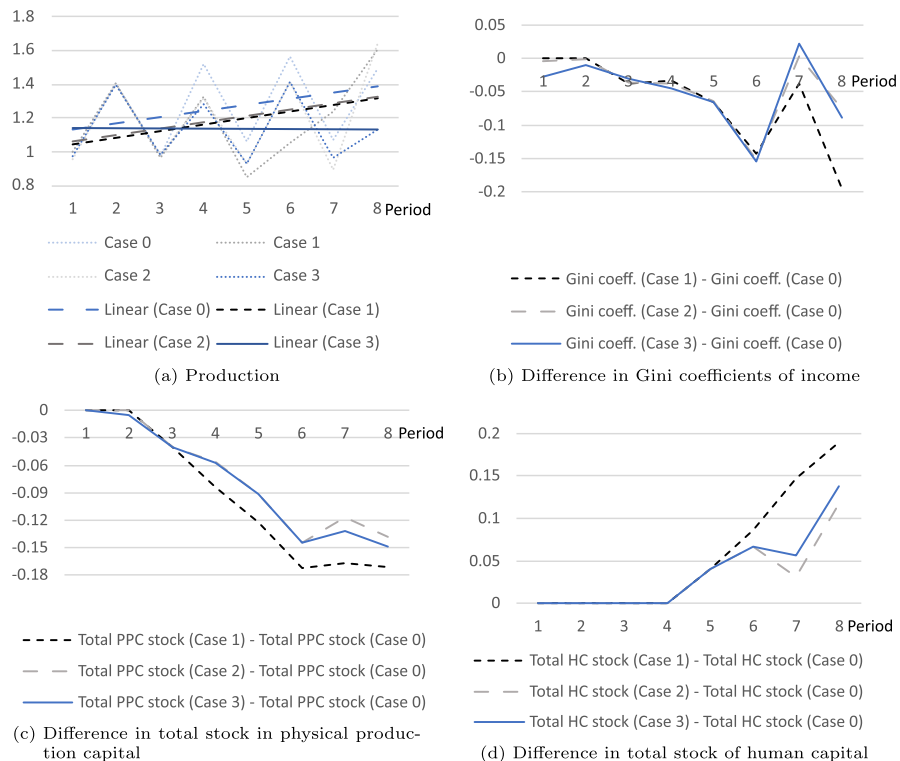 1.8
1.6
1.4
1.2
1
0.8
1 2 3 4 5 6 7 8 Period
Case 0 Case 1
Case 2 Case 3
Linear (Case 0) Linear (Case 1)
Linear (Case 2) Linear (Case 3)
(a) Production
0.05
0
-0.05
-0.1
-0.15
-0.2
1 2 3 4 5 6 7 8 Period
Gini coeff. (Case 1) - Gini coeff. (Case 0)
Gini coeff. (Case 2) - Gini coeff. (Case 0)
Gini coeff. (Case 3) - Gini coeff. (Case 0)
(b) Difference in Gini coefficients of income
0
-0.03
-0.06
-0.09
-0.12
-0.15
-0.18
1 2 3 4 5 6 7 8 Period
Total PPC stock (Case 1) - Total PPC stock (Case 0)
Total PPC stock (Case 2) - Total PPC stock (Case 0)
Total PPC stock (Case 3) - Total PPC stock (Case 0)
(c) Difference in total stock in physical produc-
tion capital
0.2
0.15
0.1
0.05
0
1 2 3 4 5 6 7 8 Period
Total HC stock (Case 1) - Total HC stock (Case 0)
Total HC stock (Case 2) - Total HC stock (Case 0)
Total HC stock (Case 3) - Total HC stock (Case 0)
(d) Difference in total stock of human capital